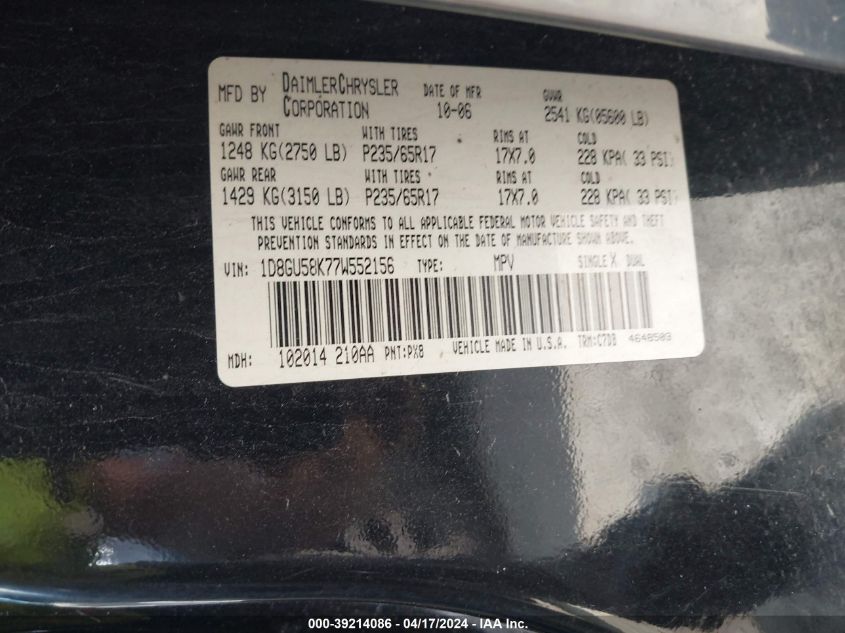 MFD BY DAIMLERCHRYSLER CORPORATION DATE OF MFR 10-06 GVWR 2541 KG(05600 LB)
GAWR FRONT WITH TIRES RIMS AT COLD
1248 KG(2750 LB) P235/65R17 17X7.0 228 KPA( 33 PSI)
GAWR REAR WITH TIRES RIMS AT COLD
1429 KG(3150 LB) P235/65R17 17X7.0 228 KPA( 33 PSI)
THIS VEHICLE CONFORMS TO ALL APPLICABLE FEDERAL MOTOR VEHICLE SAFETY AND THEFT
PREVENTION STANDARDS IN EFFECT ON THE DATE OF MANUFACTURE SHOWN ABOVE.
VIN: 1D8GU58K77W552156 TYPE: MPV SINGLE X DUAL
MDH: 102014 210AA PNT:PX8 VEHICLE MADE IN U.S.A. TRM:C7DB 4648503
000-39214086 - 04/17/2024 - IAA Inc.